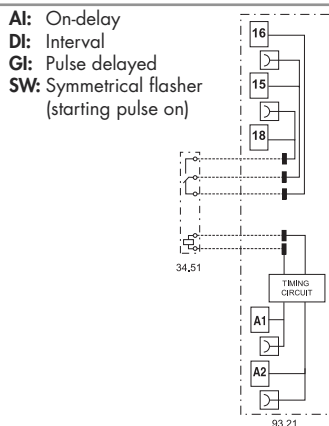 AI: On-delay
DI: Interval
GI: Pulse delayed
SW: Symmetrical flasher
(starting pulse on)
16
15
18
34.51
TIMING
CIRCUIT
A1
A2
93.21